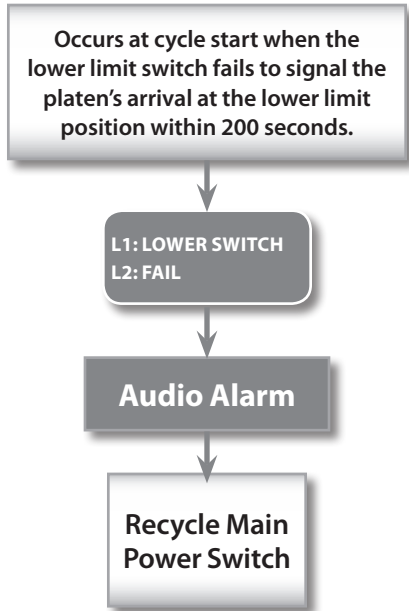 Occurs at cycle start when the
lower limit switch fails to signal the
platen’s arrival at the lower limit
position within 200 seconds.
L1: LOWER SWITCH
L2: FAIL
Audio Alarm
Recycle Main
Power Switch